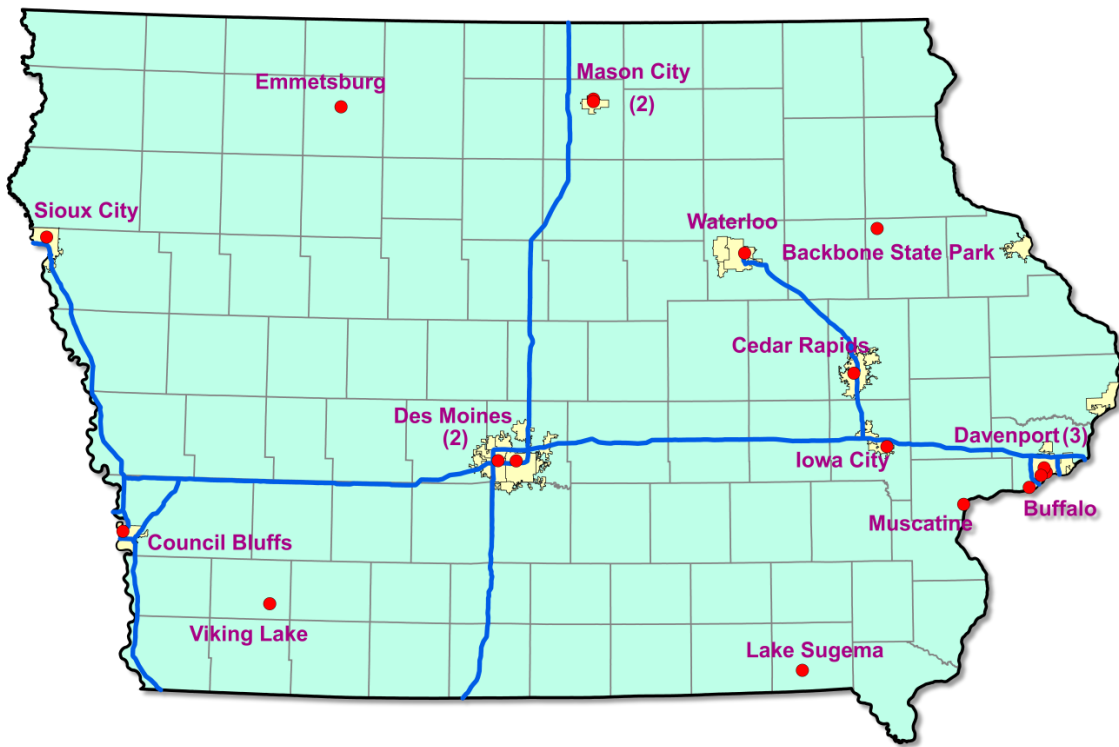 Mason City
(2)
Emmetsburg
Sioux City
Waterloo
Backbone State Park
Cedar Rapids
Des Moines
(2)
Davenport (3)
Iowa City
Muscatine
Buffalo
Council Bluffs
Viking Lake
Lake Sugema